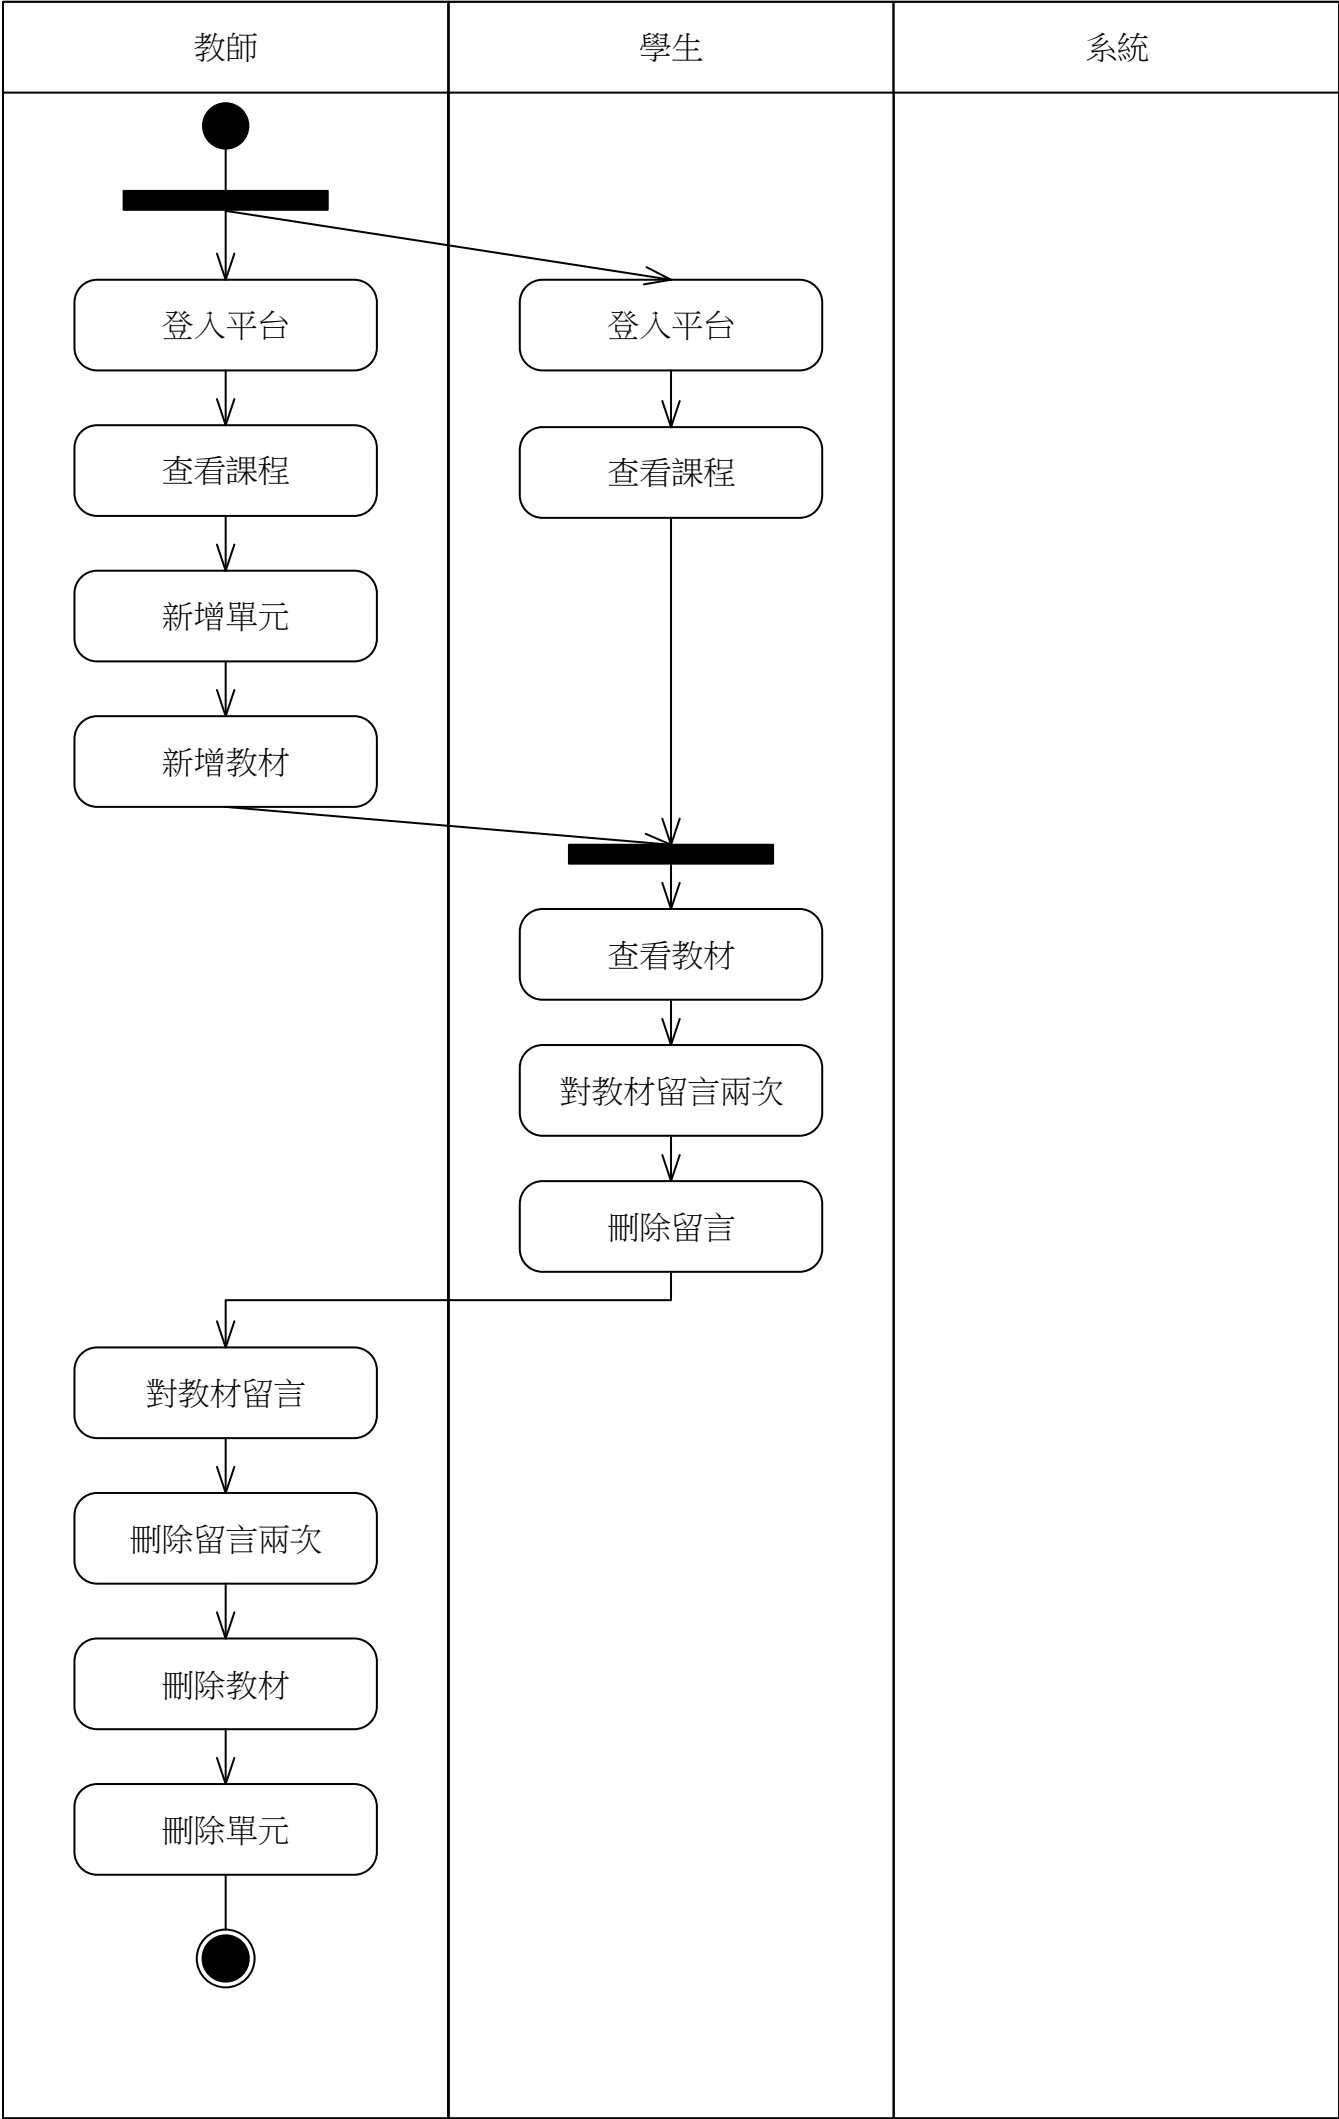 教師
學生
系統
登入平台
登入平台
查看課程
查看課程
新增單元
新增教材
查看教材
對教材留言兩次
刪除留言
對教材留言
刪除留言兩次
刪除教材
刪除單元